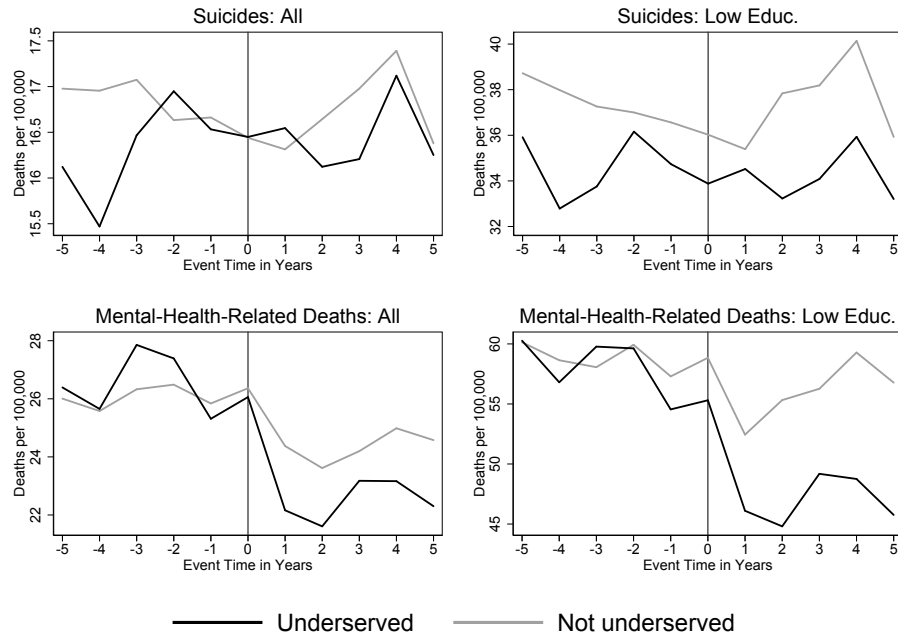 Suicides: All
Deaths per 100,000
17.5
17
16.5
16
15.5
-5 -4 -3 -2 -1 0 1 2 3 4 5
Event Time in Years
Suicides: Low Educ.
Deaths per 100,000
40
38
36
34
32
-5 -4 -3 -2 -1 0 1 2 3 4 5
Event Time in Years
Mental-Health-Related Deaths: All
Deaths per 100,000
28
26
24
22
-5 -4 -3 -2 -1 0 1 2 3 4 5
Event Time in Years
Mental-Health-Related Deaths: Low Educ.
Deaths per 100,000
60
55
50
45
-5 -4 -3 -2 -1 0 1 2 3 4 5
Event Time in Years
Underserved Not underserved